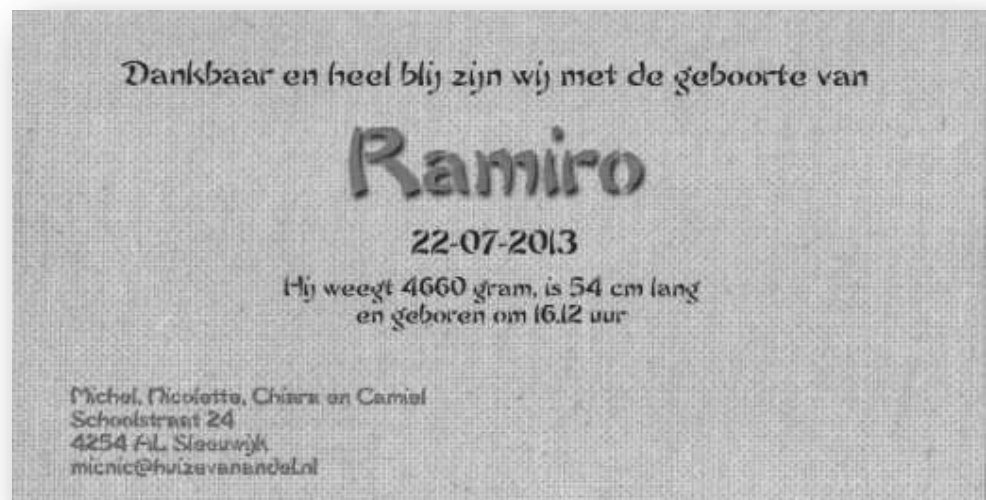 Dankbaar en heel blij zijn wij met de geboorte van
Ramiro
22-07-2013
Hij weegt 4660 gram, is 54 cm lang
en geboren om 16.12 uur
Michel, Nicolette, Chiara en Camiel
Schoolstraat 24
4254 AL Sleeuwijk
micnic@huizevanandel.nl